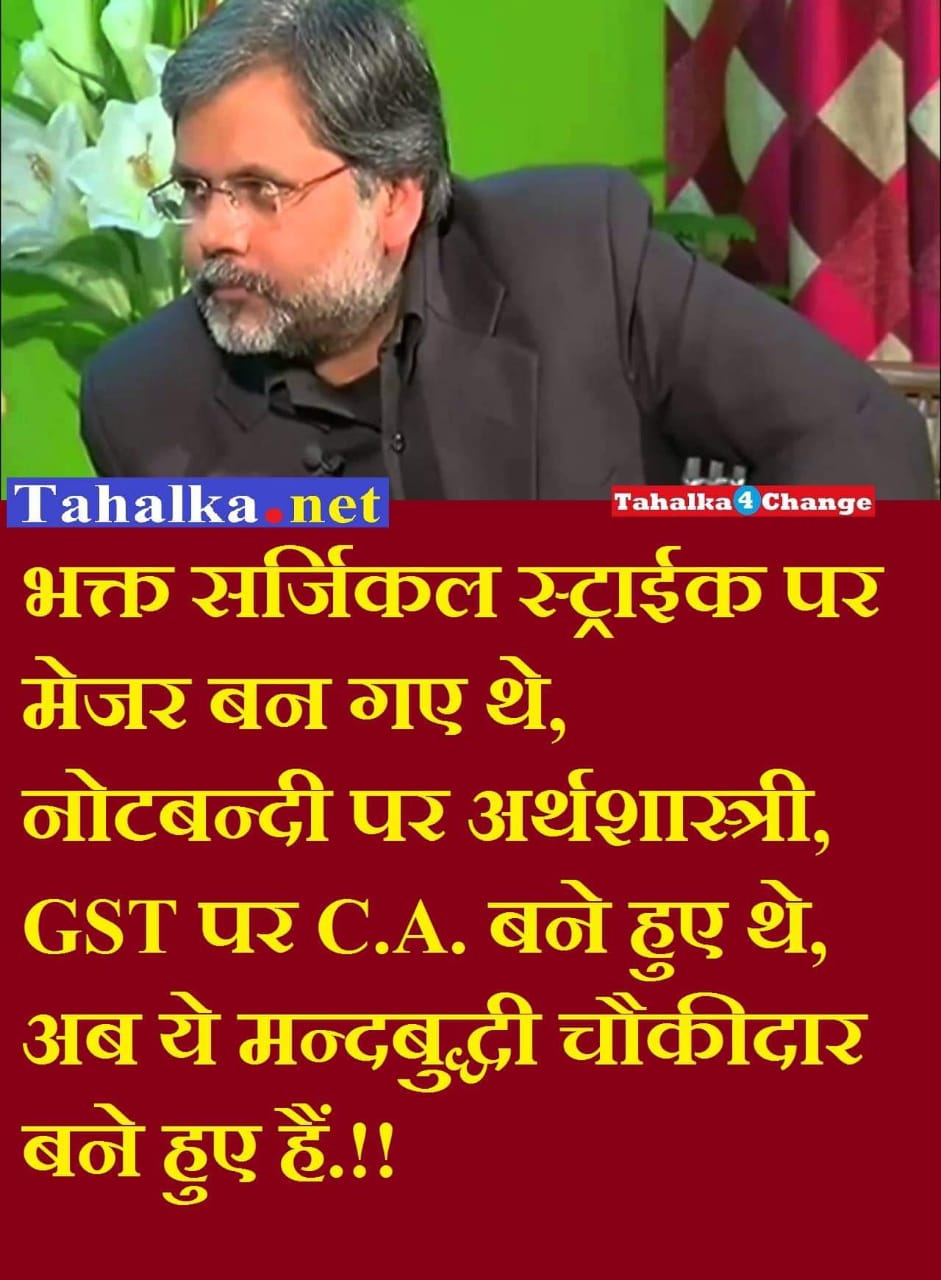 Tahalka.net
Tahalka4Change
भक्त सर्जिकल स्ट्राईक पर
मेजर बन गए थे,
नोटबन्दी पर अर्थशास्त्री,
GST पर C.A. बने हुए थे,
अब ये मन्दबुद्धी चौकीदार
बने हुए हैं.!!